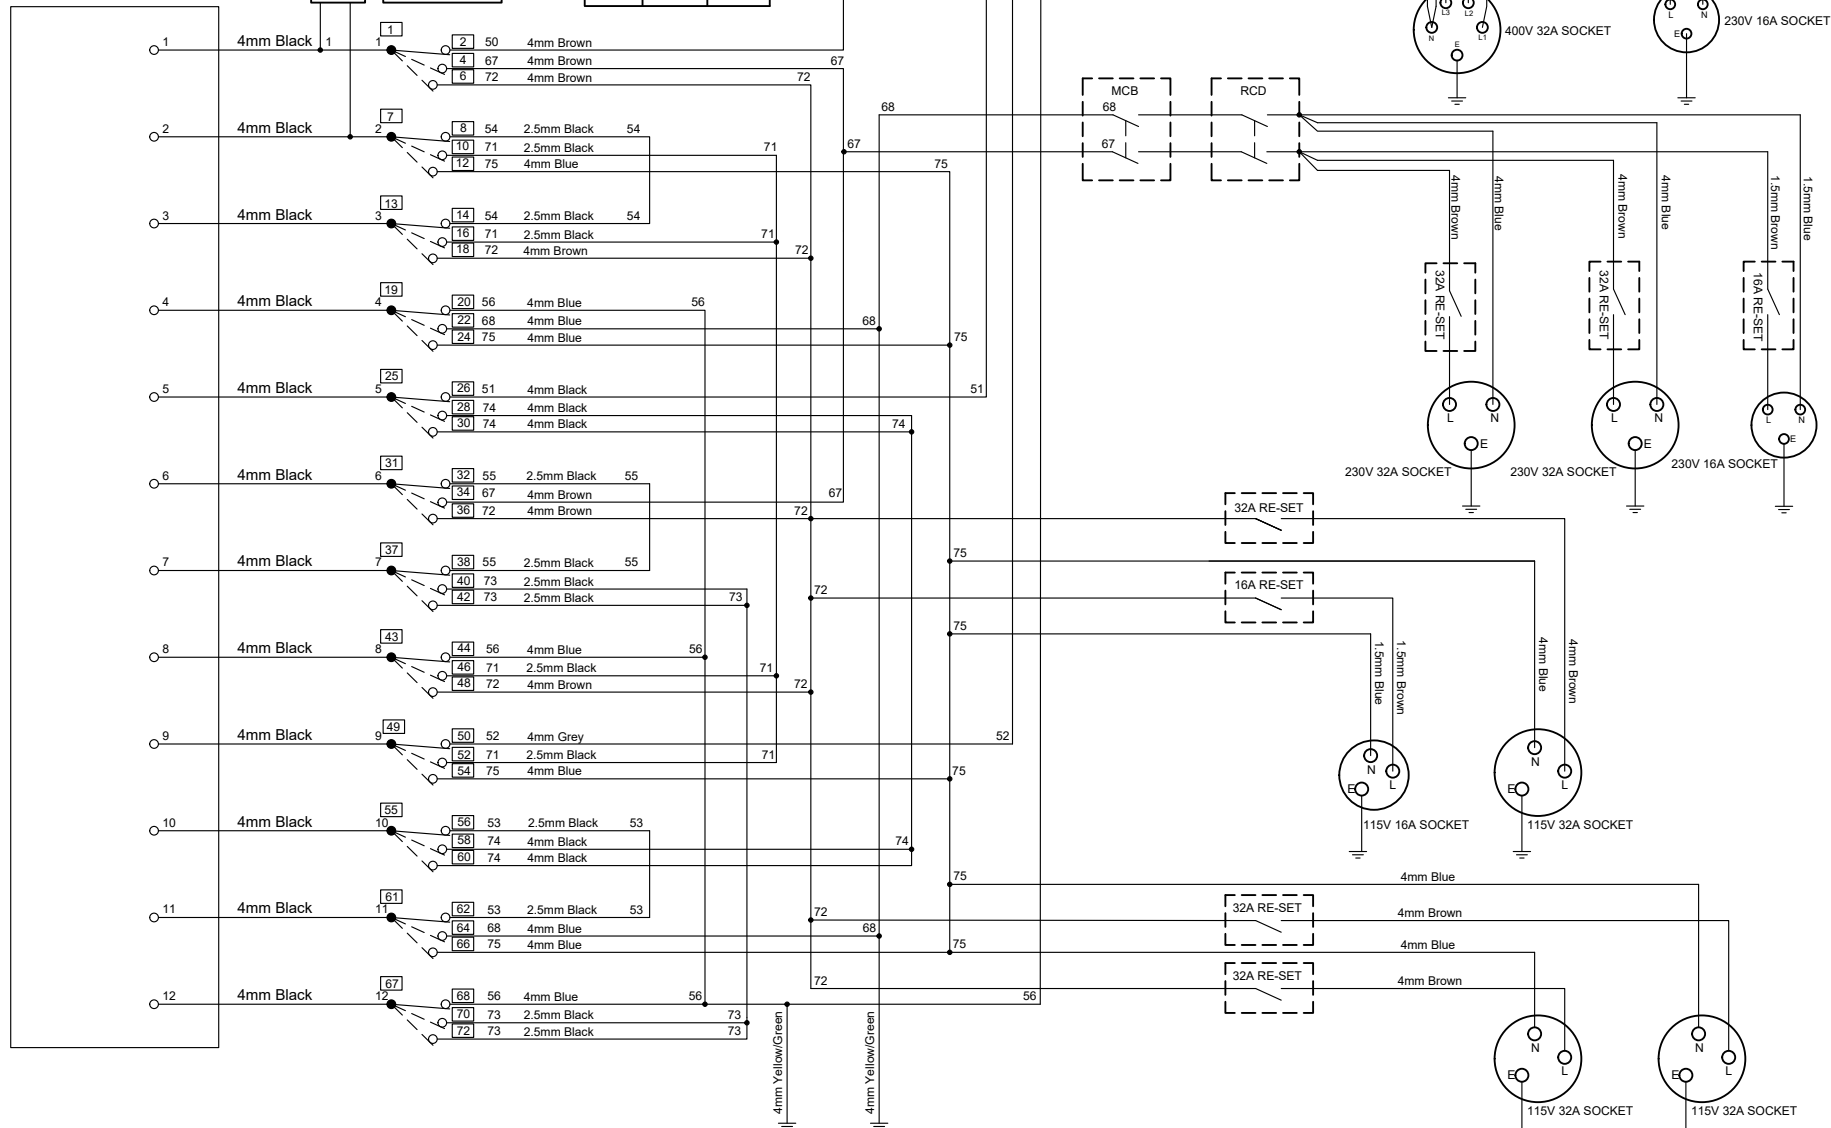 1 4mm Black 1 1 1
2 50 4mm Brown
4 67 4mm Brown 67
6 72 4mm Brown 72
2 4mm Black 2 7
8 54 2.5mm Black 54
10 71 2.5mm Black 71
12 75 4mm Blue 75
3 4mm Black 3 13
14 54 2.5mm Black 54
16 71 2.5mm Black 71
18 72 4mm Brown 72
4 4mm Black 4 19
20 56 4mm Blue 56
22 68 4mm Blue 68
24 75 4mm Blue 75
5 4mm Black 5 25
26 51 4mm Black 51
28 74 4mm Black
30 74 4mm Black 74
6 4mm Black 6 31
32 55 2.5mm Black 55
34 67 4mm Brown 67
36 72 4mm Brown 72
7 4mm Black 7 37
38 55 2.5mm Black 55
40 73 2.5mm Black
42 73 2.5mm Black 73
8 4mm Black 8 43
44 56 4mm Blue 56
46 71 2.5mm Black 71
48 72 4mm Brown 72
9 4mm Black 9 49
50 52 4mm Grey 52
52 71 2.5mm Black 71
54 75 4mm Blue 75
10 4mm Black 10 55
56 53 2.5mm Black 53
58 74 4mm Black 74
60 74 4mm Black
11 4mm Black 11 61
62 53 2.5mm Black 53
64 68 4mm Blue 68
66 75 4mm Blue 75
12 4mm Black 12 67
68 56 4mm Blue 56 56
70 73 2.5mm Black 73
72 73 2.5mm Black 73
4mm Yellow/Green
4mm Yellow/Green
L3 L2
N L1
E
400V 32A SOCKET
L N
E
230V 16A SOCKET
68
67
MCB
68
67
RCD
4mm Brown
4mm Blue
4mm Brown
4mm Blue
1.5mm Brown
1.5mm Blue
32A RE-SET
32A RE-SET
16A RE-SET
L N
E
230V 32A SOCKET
L N
E
230V 32A SOCKET
L N
E
230V 16A SOCKET
32A RE-SET
75
72
16A RE-SET
75
1.5mm Blue
1.5mm Brown
4mm Blue
4mm Brown
N
L
E
115V 16A SOCKET
N
L
E
115V 32A SOCKET
75
4mm Blue
72
32A RE-SET
4mm Brown
4mm Blue
72
32A RE-SET
4mm Brown
N
L
E
115V 32A SOCKET
N
L
E
115V 32A SOCKET